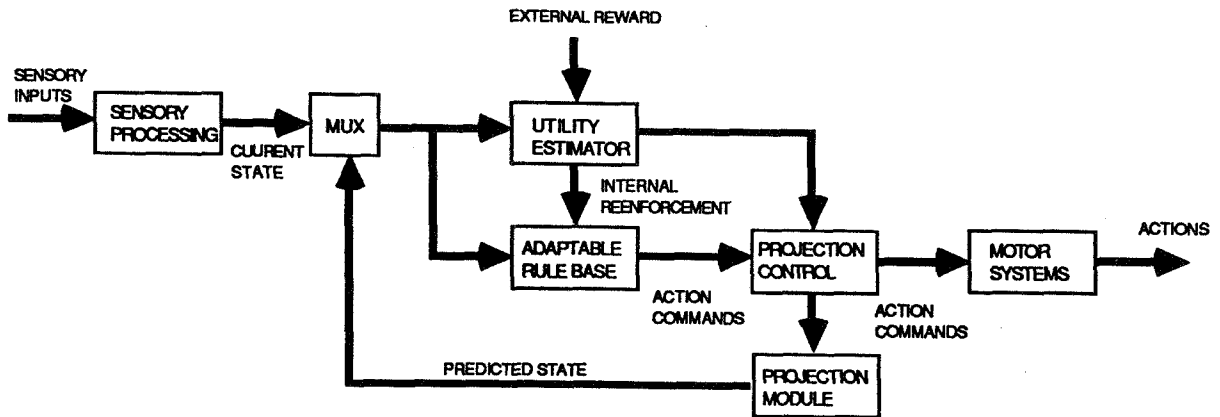 EXTERNAL REWARD
SENSORY
INPUTS
SENSORY
PROCESSING
CUURENT
STATE
MUX
UTILITY
ESTIMATOR
INTERNAL
REENFORCEMENT
ADAPTABLE
RULE BASE
ACTION
COMMANDS
PROJECTION
CONTROL
ACTION
COMMANDS
MOTOR
SYSTEMS
ACTIONS
PREDICTED STATE
PROJECTION
MODULE